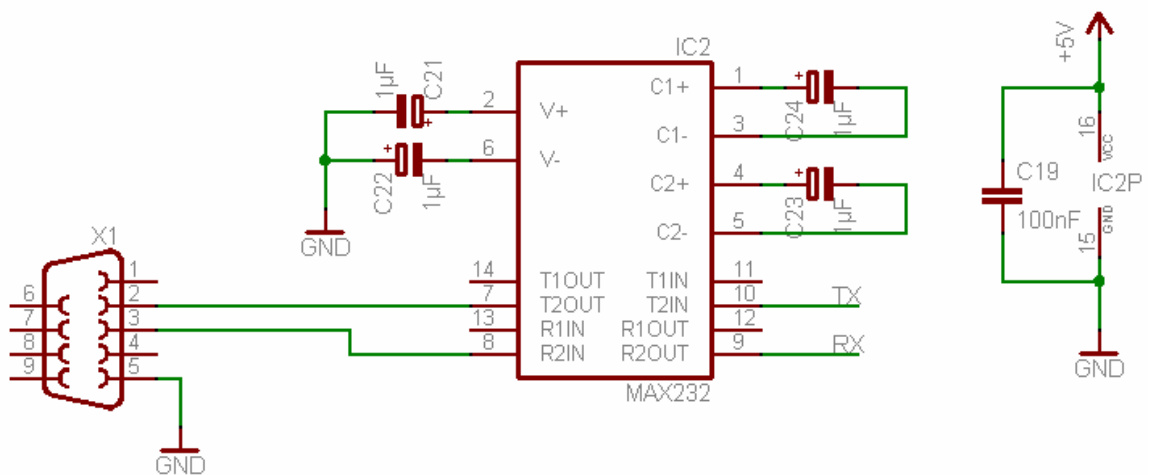 IC2
+5V
1µF
C21
+
2
V+
C1+
1
+
C24
1µF
C1-
3
+
C22
1µF
6
V-
C2+
4
+
C23
1µF
C2-
5
GND
16
VCC
C19
IC2P
100nF
15
GND
GND
X1
1
6
2
7
3
8
4
9
5
GND
14
T1OUT
T1IN
11
7
T2OUT
T2IN
10
TX
13
R1IN
R1OUT
12
8
R2IN
R2OUT
9
RX
MAX232